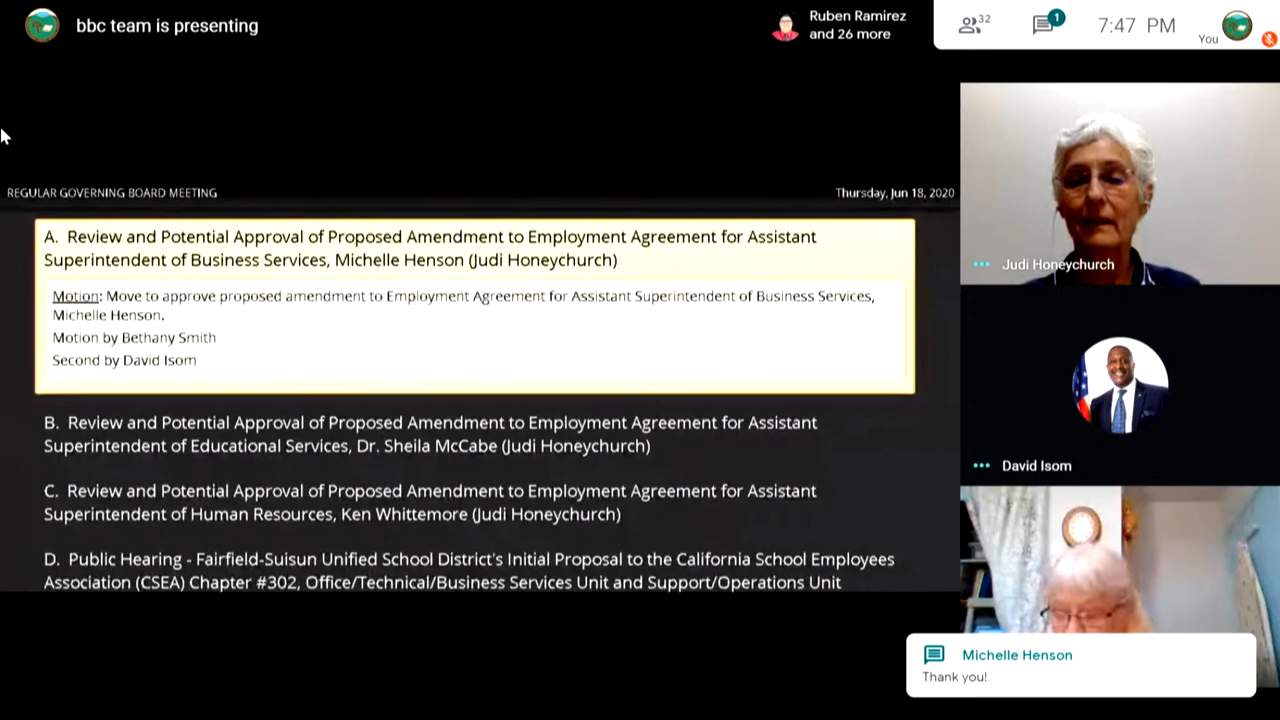 bbc team is presenting
Ruben Ramirez
and 26 more
32
1
7:47 PM
You
REGULAR GOVERNING BOARD MEETING
Thursday, Jun 18, 2020
A. Review and Potential Approval of Proposed Amendment to Employment Agreement for Assistant
Superintendent of Business Services, Michelle Henson (Judi Honeychurch)
Motion: Move to approve proposed amendment to Employment Agreement for Assistant Superintendent of Business Services,
Michelle Henson.
Motion by Bethany Smith
Second by David Isom
B. Review and Potential Approval of Proposed Amendment to Employment Agreement for Assistant
Superintendent of Educational Services, Dr. Sheila McCabe (Judi Honeychurch)
C. Review and Potential Approval of Proposed Amendment to Employment Agreement for Assistant
Superintendent of Human Resources, Ken Whittemore (Judi Honeychurch)
D. Public Hearing - Fairfield-Suisun Unified School District's Initial Proposal to the California School Employees
Association (CSEA) Chapter #302, Office/Technical/Business Services Unit and Support/Operations Unit
Judi Honeychurch
David Isom
Michelle Henson
Thank you!